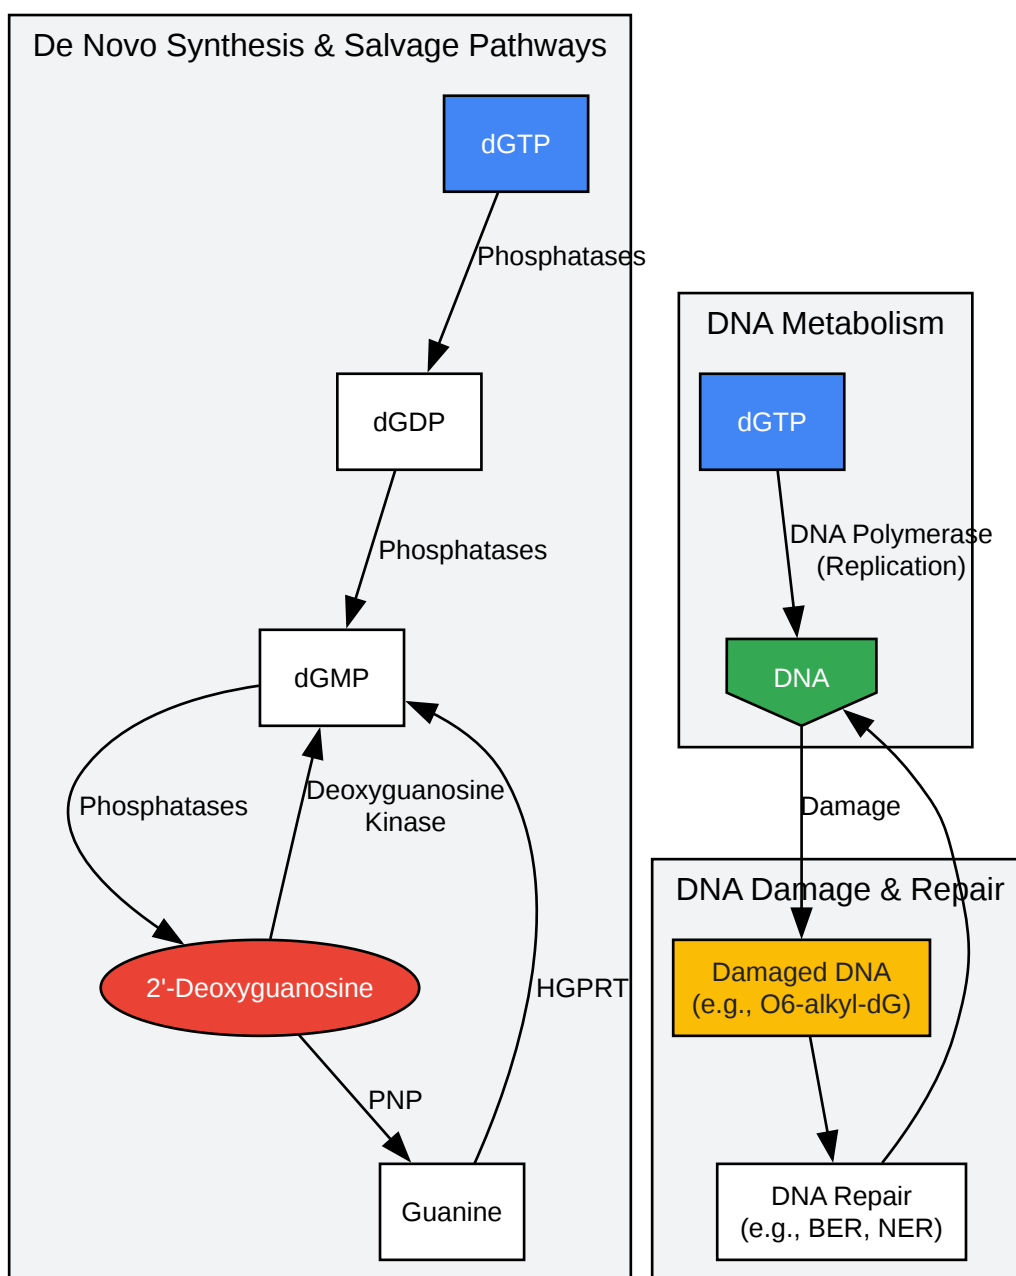 De Novo Synthesis & Salvage Pathways
dGTP
Phosphatases
dGDP
Phosphatases
dGMP
Phosphatases
Deoxyguanosine
Kinase
2'-Deoxyguanosine
HGPRT
PNP
Guanine
DNA Metabolism
dGTP
DNA Polymerase
(Replication)
DNA
Damage
DNA Damage & Repair
Damaged DNA
(e.g., O6-alkyl-dG)
DNA Repair
(e.g., BER, NER)